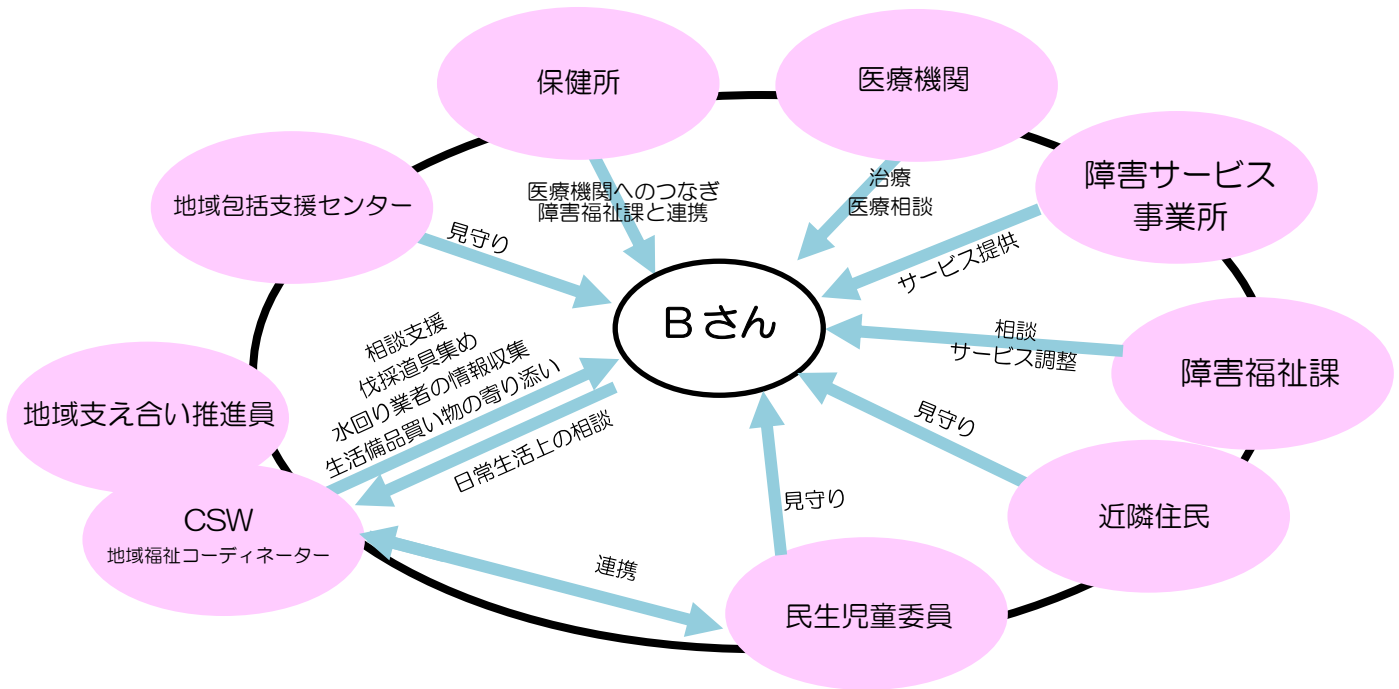 保健所
医療機関
障害サービス
事業所
地域包括支援センター
医療機関へのつなぎ
障害福祉課と連携
治療
医療相談
見守り
サービス提供
Bさん
相談
サービス調整
障害福祉課
相談支援
伐採道具集め
水回り業者の情報収集
生活備品買い物の寄り添い
日常生活上の相談
地域支え合い推進員
見守り
見守り
近隣住民
CSW
地域福祉コーディネーター
連携
民生児童委員